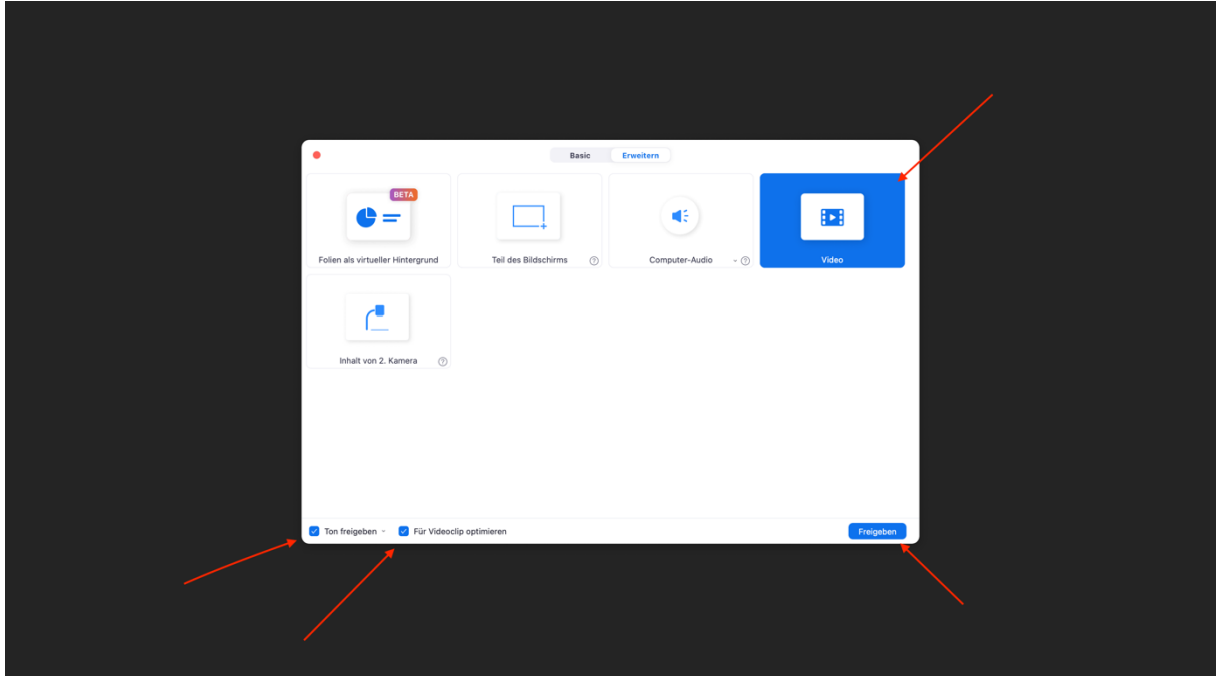 Basic
Erweitern
BETA
Folien als virtueller Hintergrund
Teil des Bildschirms
?
Computer-Audio
?
Video
Inhalt von 2. Kamera
?
Ton freigeben
Für Videoclip optimieren
Freigeben